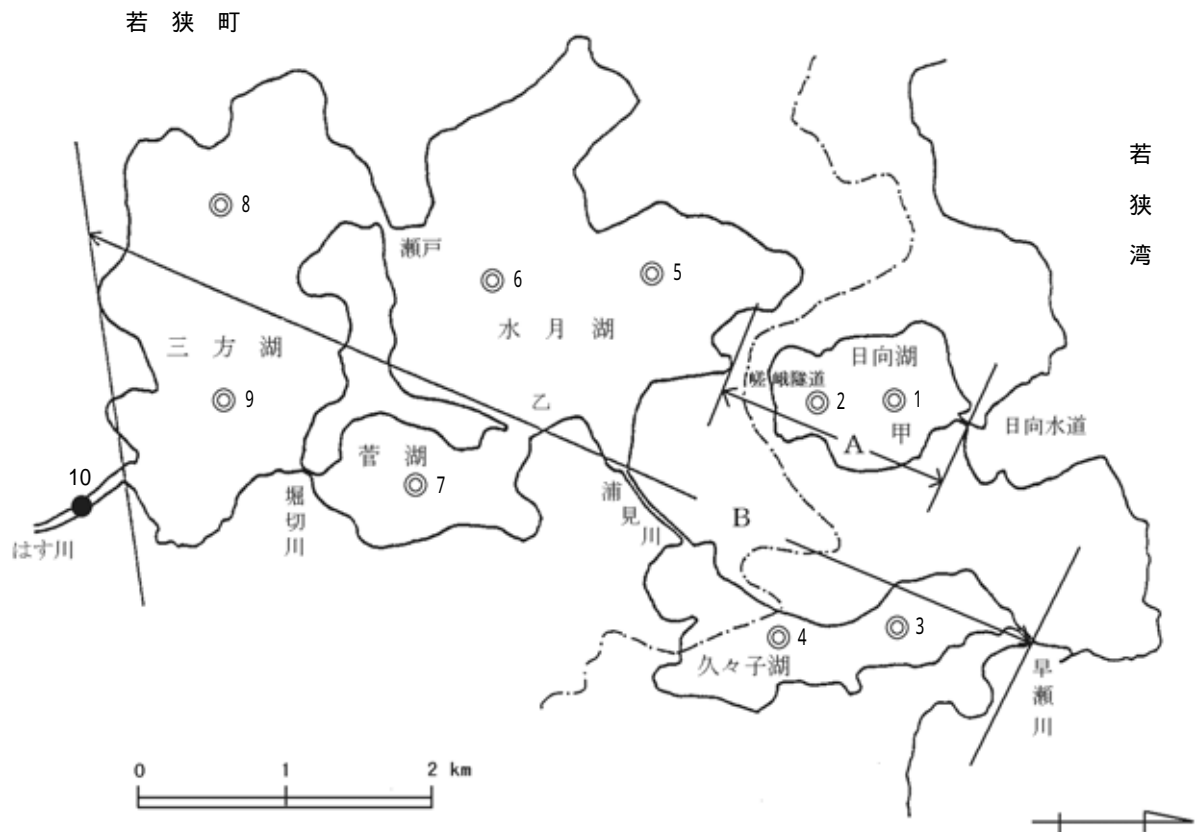 若狭町
若狭湾
8
瀬戸
6
5
水月湖
三方湖
日向湖
嵯峨隧道
2
1
9
乙
甲
A
日向水道
菅湖
7
10
堀切川
浦見川
B
はす川
4
3
久々子湖
早瀬川
0 1 2 km